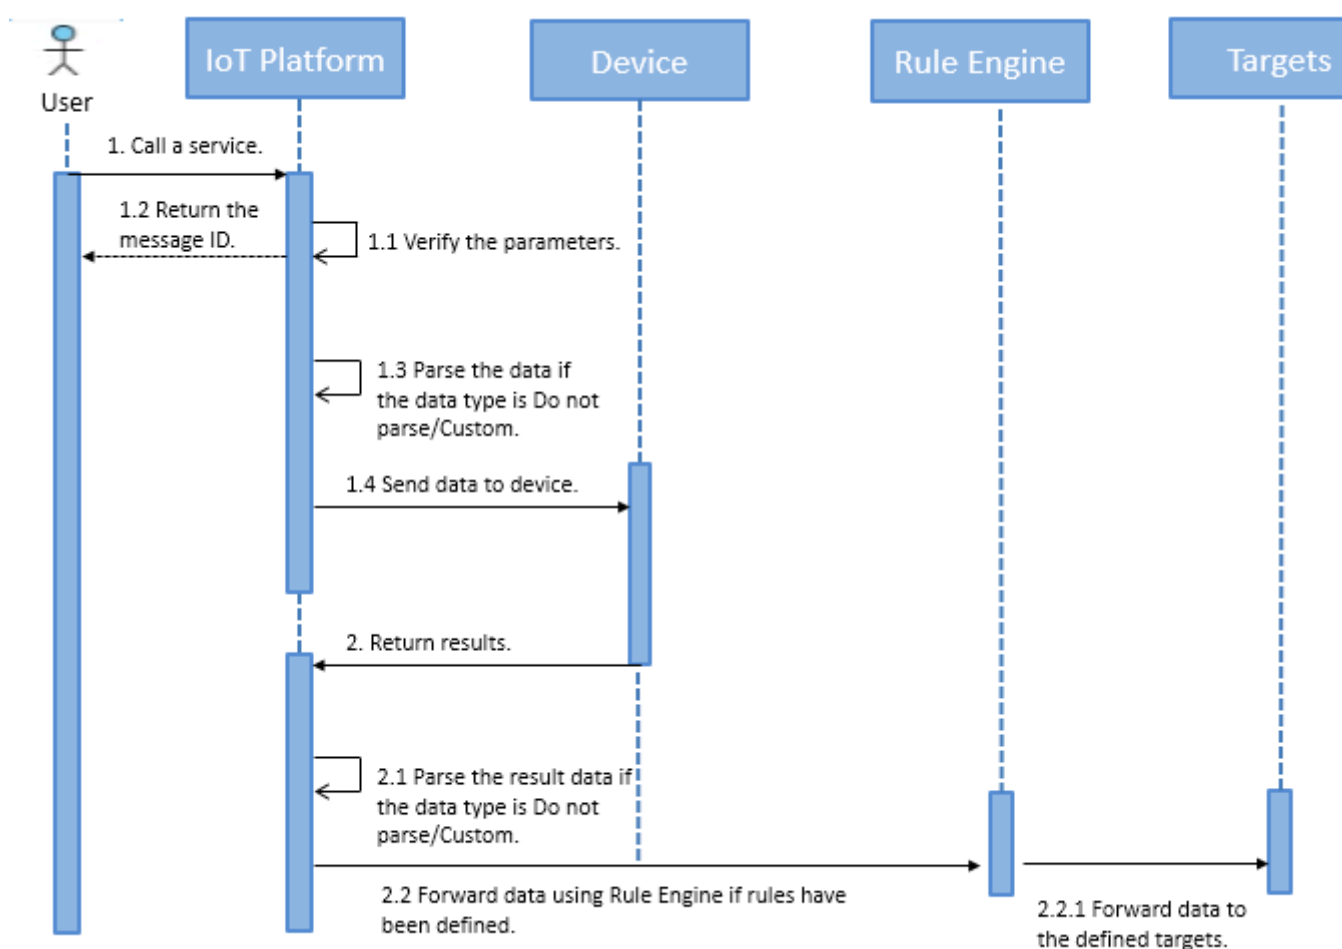 IoT Platform
Device
Rule Engine
Targets
User
1. Call a service.
1.2 Return the
message ID.
1.1 Verify the parameters.
1.3 Parse the data if
the data type is Do not
parse/Custom.
1.4 Send data to device.
2. Return results.
2.1 Parse the result data if
the data type is Do not
parse/Custom.
2.2 Forward data using Rule Engine if rules have
been defined.
2.2.1 Forward data to
the defined targets.